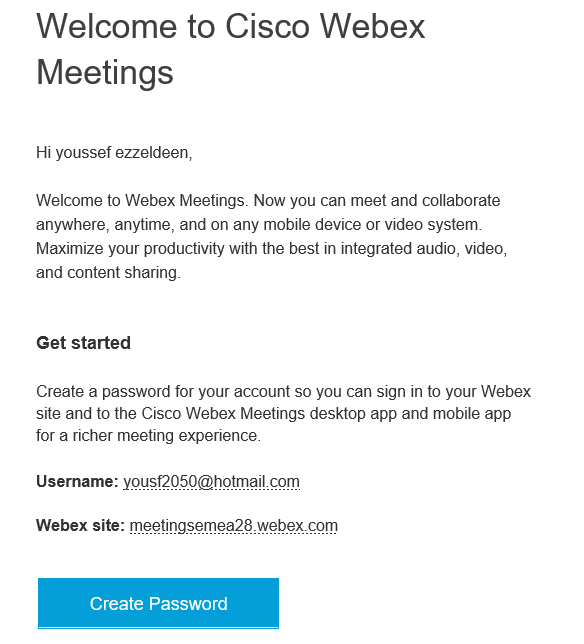 Welcome to Cisco Webex
Meetings
Hi youssef ezzeldeen,
Welcome to Webex Meetings. Now you can meet and collaborate
anywhere, anytime, and on any mobile device or video system.
Maximize your productivity with the best in integrated audio, video,
and content sharing.
Get started
Create a password for your account so you can sign in to your Webex
site and to the Cisco Webex Meetings desktop app and mobile app
for a richer meeting experience.
Username: yousf2050@hotmail.com
Webex site: meetingsemea28.webex.com
Create Password